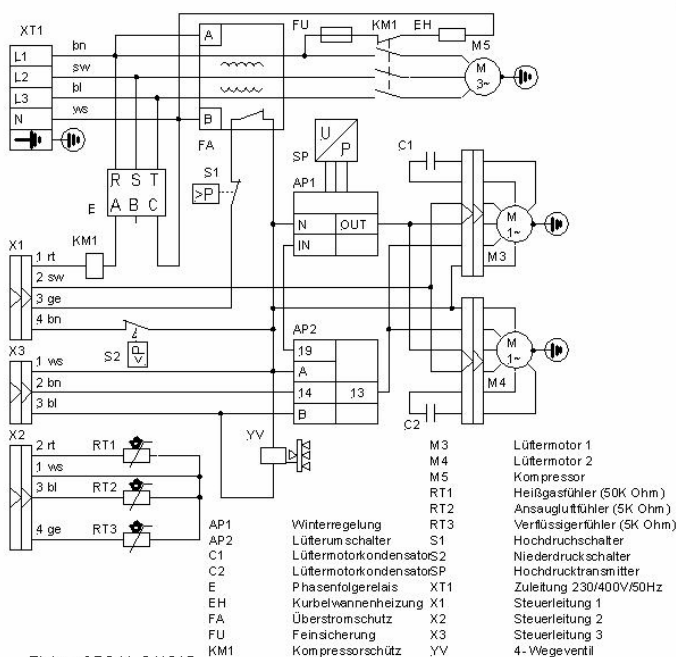 XT1
L1 bn
L2 sw
L3 bl
N ws
A
B
FA
FU KM1 EH
M5
M
3~
R S T
A B C
E
S1
>P
U
P
SP
AP1
N OUT
IN
C1
M
1~
M3
X1
1 rt
KM1
2 sw
3 ge
4 bn
S2 <P
X3
1 ws
2 bn
3 bl
AP2
19
A
14 13
B
M
1~
M4
C2
YV
X2
2 rt RT1
1 ws
3 bl RT2
4 ge RT3
AP1 Winterregelung
AP2 Lüfterumschalter
C1 Lüftermotorkondensator
C2 Lüftermotorkondensator
E Phasenfolgerelais
EH Kurbelwannenheizung
FA Überstromschutz
FU Feinsicherung
KM1 Kompressorschütz
M3 Lüftermotor 1
M4 Lüftermotor 2
M5 Kompressor
RT1 Heißgasfühler (50K Ohm)
RT2 Ansaugluftfühler (5K Ohm)
RT3 Verflüssigerfühler (5K Ohm)
S1 Hochdruchschalter
S2 Niederdruckschalter
SP Hochdrucktransmitter
XT1 Zuleitung 230/400V/50Hz
X1 Steuerleitung 1
X2 Steuerleitung 2
X3 Steuerleitung 3
YV 4-Wegeventil